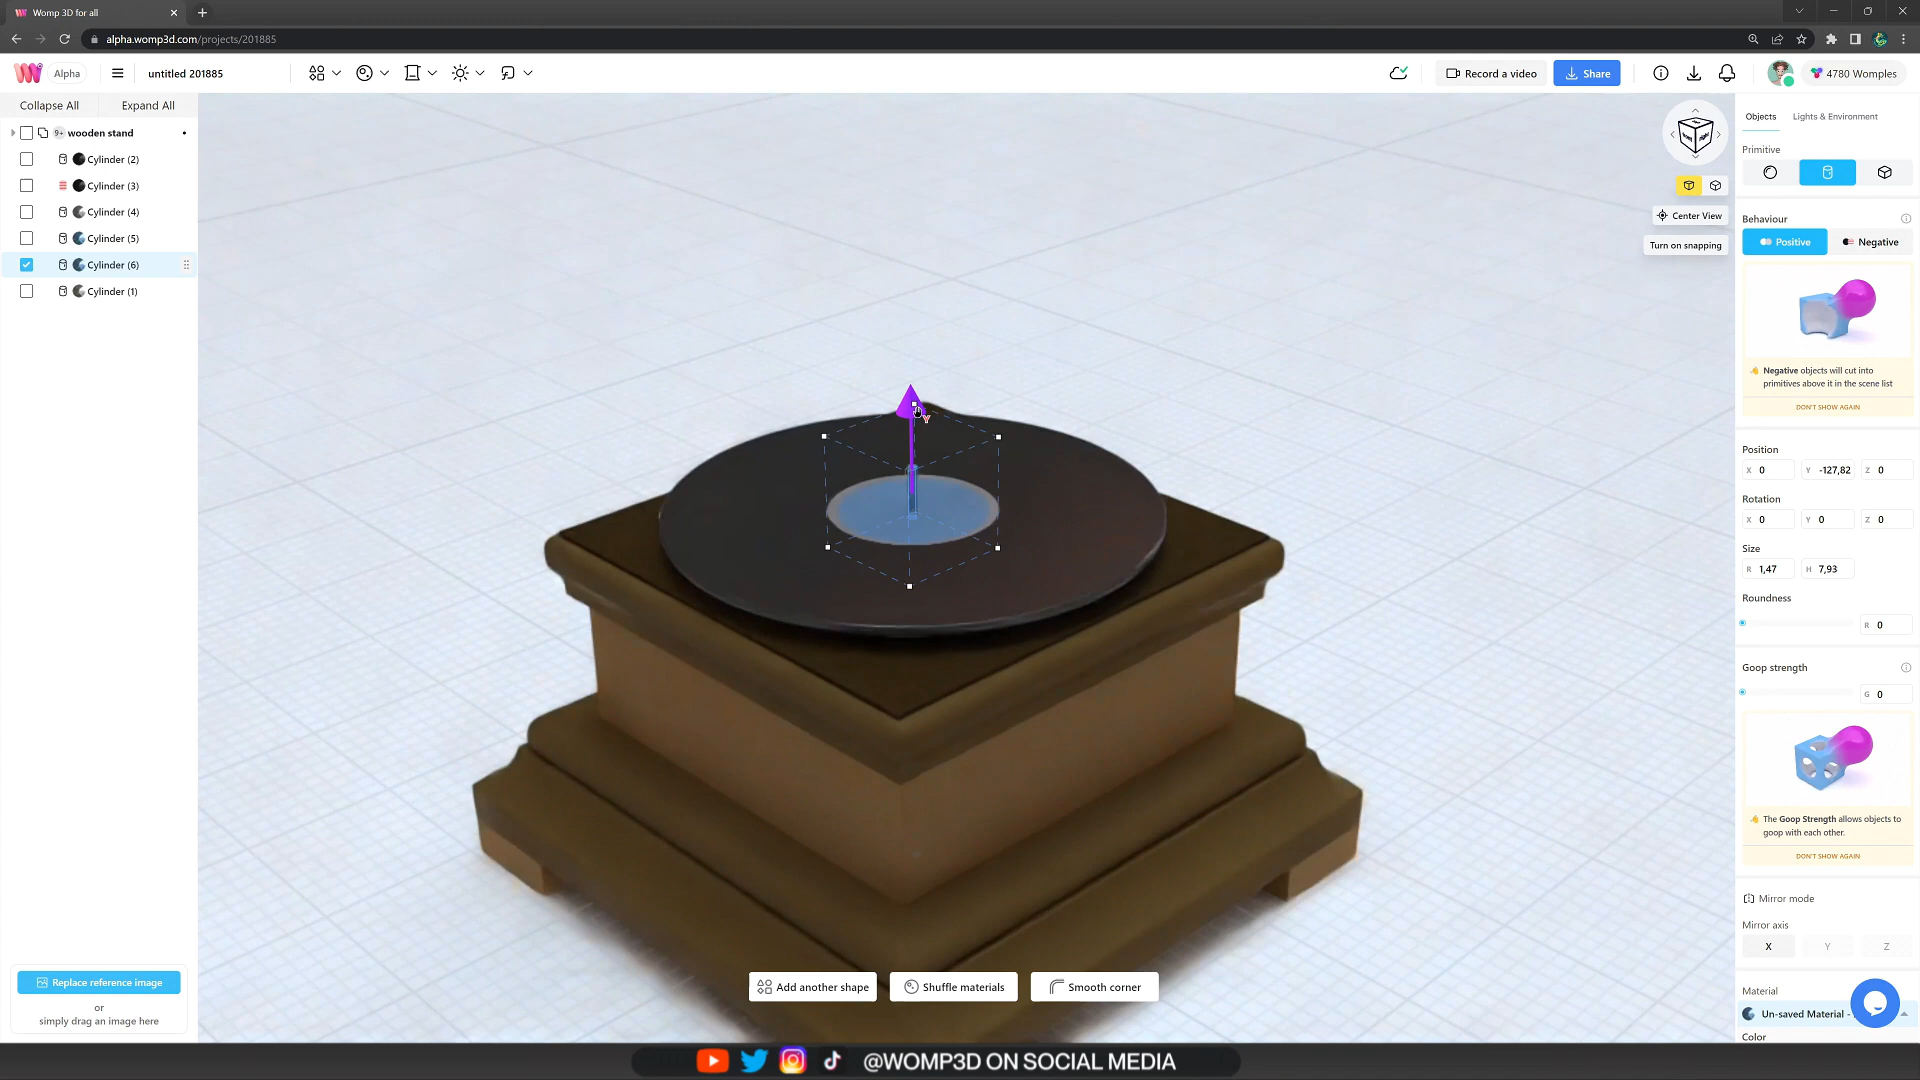 Womp 3D for all
alpha.womp3d.com/projects/201885
Alpha
untitled 201885
Record a video
Share
4780 Womples
Collapse All
Expand All
9+ wooden stand
Cylinder (2)
Cylinder (3)
Cylinder (4)
Cylinder (5)
Cylinder (6)
Cylinder (1)
Center View
Turn on snapping
Y
Objects
Lights & Environment
Primitive
Behaviour
Positive
Negative
Negative objects will cut into
primitives above it in the scene list
DON'T SHOW AGAIN
Position
X 0
Y -127,82
Z 0
Rotation
X 0
Y 0
Z 0
Size
R 1,47
H 7,93
Roundness
R 0
Goop strength
G 0
The Goop Strength allows objects to
goop with each other.
DON'T SHOW AGAIN
Mirror mode
Mirror axis
X
Y
Z
Material
Un-saved Material -
Color
Replace reference image
or
simply drag an image here
Add another shape
Shuffle materials
Smooth corner
@WOMP3D ON SOCIAL MEDIA